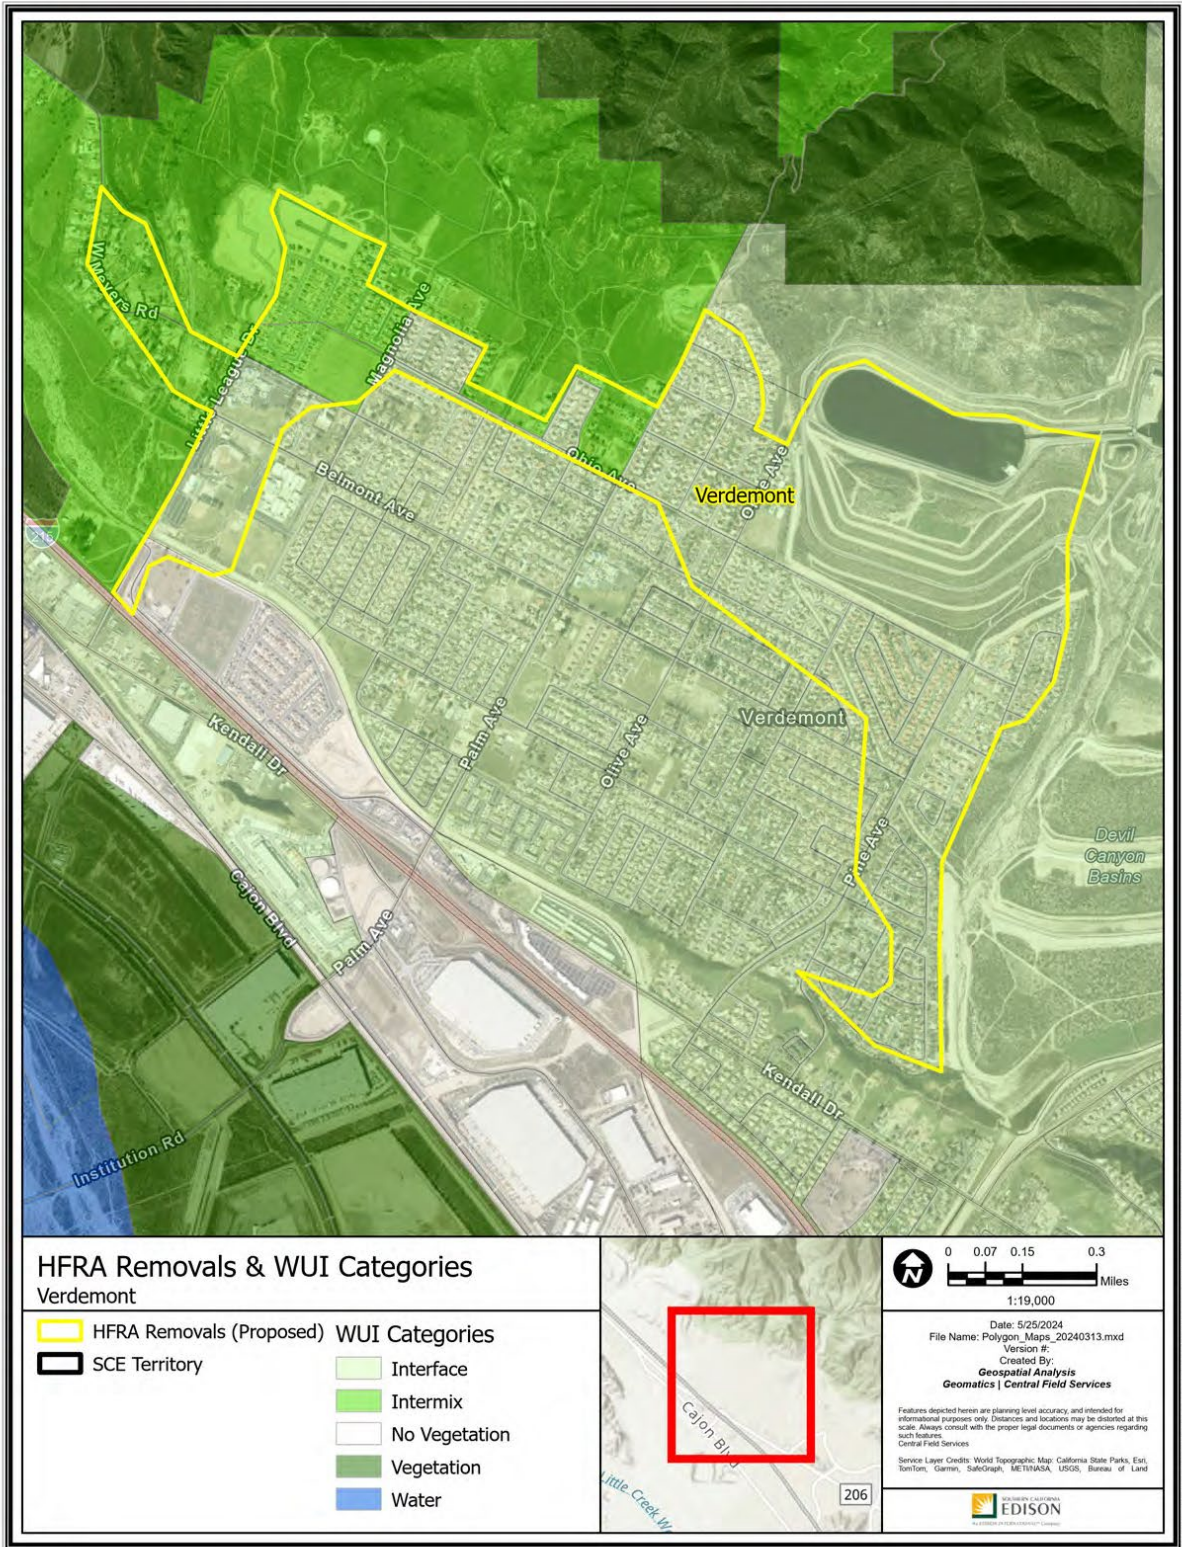 W Meyers Rd
Little League Dr
Magnolia Ave
Ohio Ave
Olive Ave
Verdemont
Belmont Ave
215
Verdemont
Palm Ave
Olive Ave
Kendall Dr
Pine Ave
Devil
Canyon
Basins
Cajon Blvd
Palm Ave
Kendall Dr
Institution Rd
HFRA Removals & WUI Categories
Verdemont
HFRA Removals (Proposed)
SCE Territory
WUI Categories
Interface
Intermix
No Vegetation
Vegetation
Water
Cajon Blvd
Little Creek W
206
N
0 0.07 0.15 0.3
Miles
1:19,000
Date: 5/25/2024
File Name: Polygon_Maps_20240313.mxd
Version #:
Created By:
Geospatial Analysis
Geomatics | Central Field Services
Features depicted herein are planning level accuracy, and intended for
informational purposes only. Distances and locations may be distorted at this
scale. Always consult with the proper legal documents or agencies regarding
such features.
Central Field Services
Service Layer Credits: World Topographic Map: California State Parks, Esri,
TomTom, Garmin, SafeGraph, METI/NASA, USGS, Bureau of Land
SOUTHERN CALIFORNIA
EDISON
An EDISON INTERNATIONAL® Company